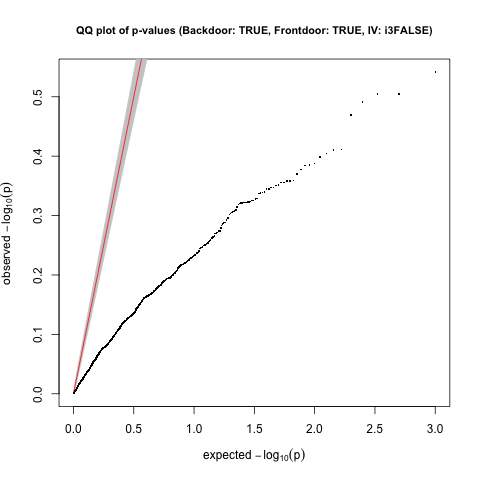 QQ plot of p-values (Backdoor: TRUE, Frontdoor: TRUE, IV: i3FALSE)
observed −log₁₀(p)
0.5
0.4
0.3
0.2
0.1
0.0
0.0 0.5 1.0 1.5 2.0 2.5 3.0
expected −log₁₀(p)